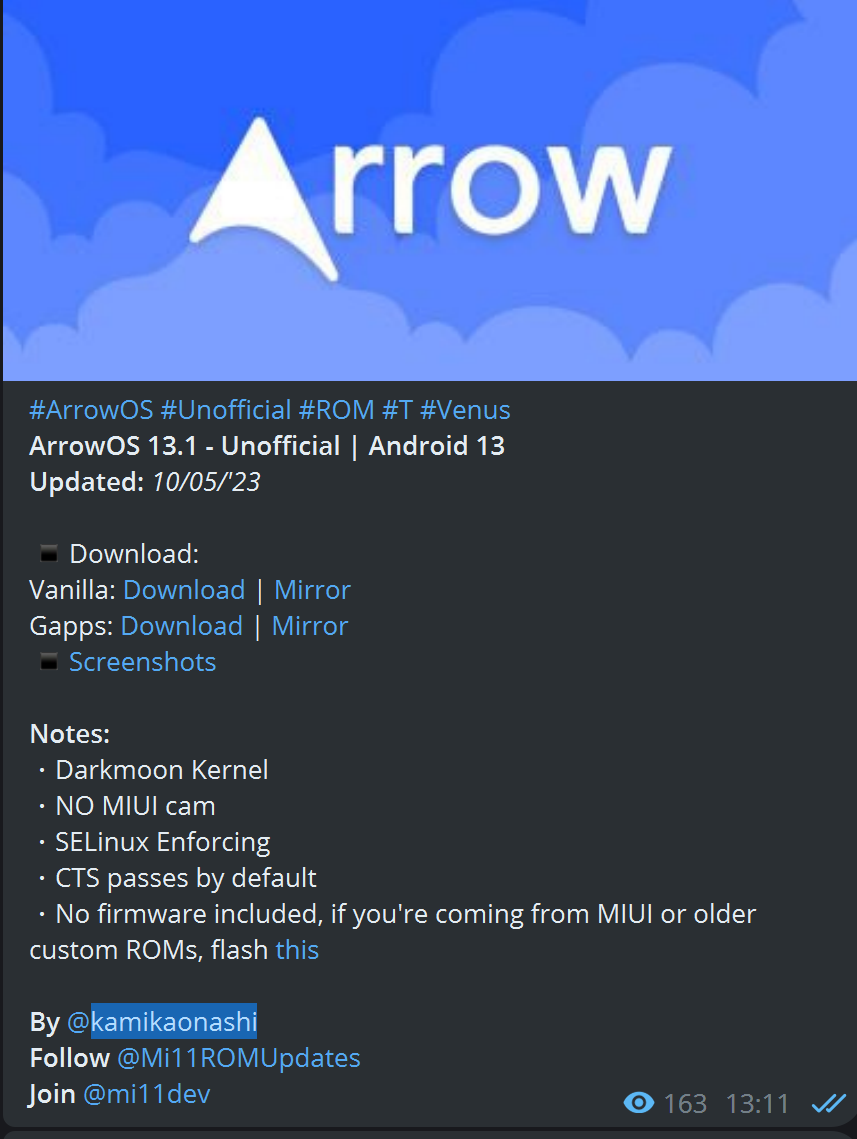 Arrow
#ArrowOS #Unofficial #ROM #T #Venus
ArrowOS 13.1 - Unofficial | Android 13
Updated: 10/05/'23
▪ Download:
Vanilla: Download | Mirror
Gapps: Download | Mirror
▪ Screenshots
Notes:
· Darkmoon Kernel
· NO MIUI cam
· SELinux Enforcing
· CTS passes by default
· No firmware included, if you're coming from MIUI or older
custom ROMs, flash this
By @kamikaonashi
Follow @Mi11ROMUpdates
Join @mi11dev
163 13:11